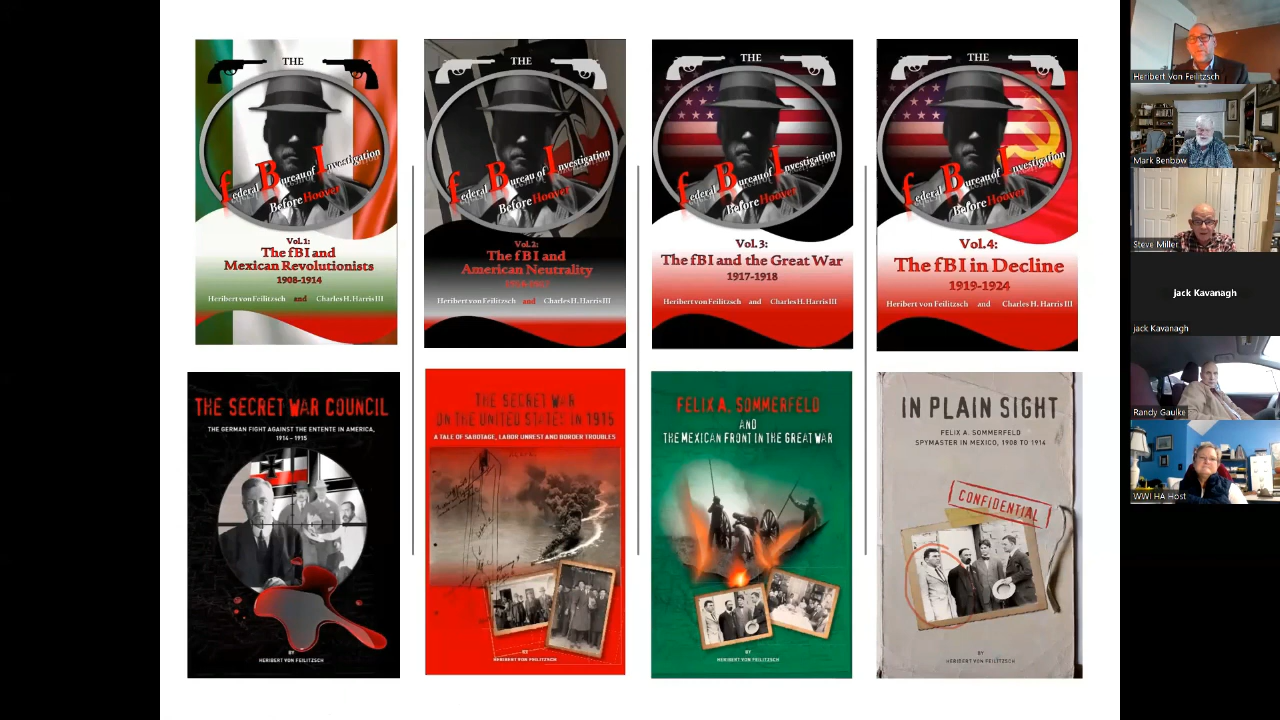 THE
federal Bureau of Investigation
Before Hoover
Vol.1:
The fBI and
Mexican Revolutionists
1908-1914
Heribert von Feilitzsch and Charles H. Harris III
THE
federal Bureau of Investigation
Before Hoover
Vol.2:
The fBI and
American Neutrality
Heribert von Feilitzsch and Charles H. Harris III
THE
federal Bureau of Investigation
Before Hoover
Vol.3:
The fBI and the Great War
1917-1918
Heribert von Feilitzsch and Charles H. Harris III
THE
federal Bureau of Investigation
Before Hoover
Vol.4:
The fBI in Decline
1919-1924
Heribert von Feilitzsch and Charles H. Harris III
THE SECRET WAR COUNCIL
THE GERMAN FIGHT AGAINST THE ENTENTE IN AMERICA,
1914 - 1915
BY
HERIBERT VON FEILITZSCH
THE SECRET WAR
ON THE UNITED STATES IN 1915
A TALE OF SABOTAGE, LABOR UNREST AND BORDER TROUBLES
BY
HERIBERT VON FEILITZSCH
FELIX A. SOMMERFELD
AND
THE MEXICAN FRONT IN THE GREAT WAR
BY
HERIBERT VON FEILITZSCH
IN PLAIN SIGHT
FELIX A. SOMMERFELD
SPYMASTER IN MEXICO, 1908 TO 1914
CONFIDENTIAL
BY
HERIBERT VON FEILITZSCH
Heribert Von Feilitzsch
Mark Benbow
Steve Miller
Jack Kavanagh
jack Kavanagh
Randy Gaulke
WWI HA Host